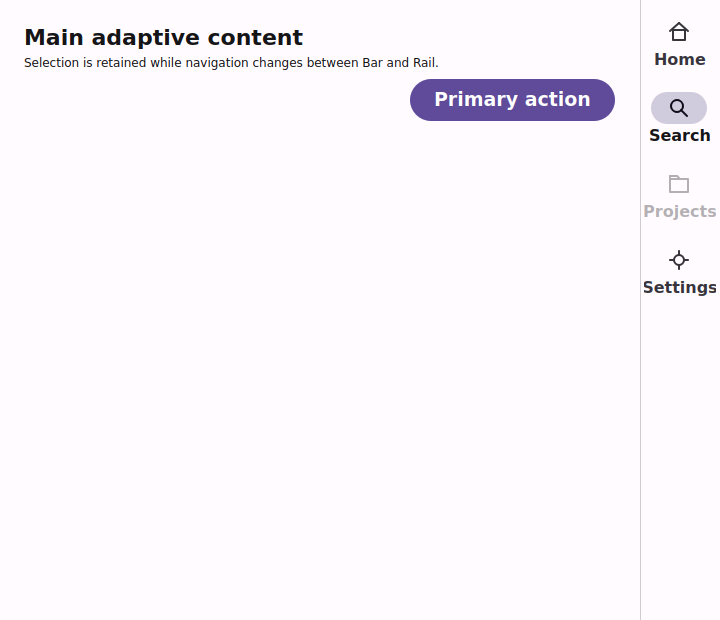 Main adaptive content
Selection is retained while navigation changes between Bar and Rail.
Primary action
Home
Search
Projects
Settings